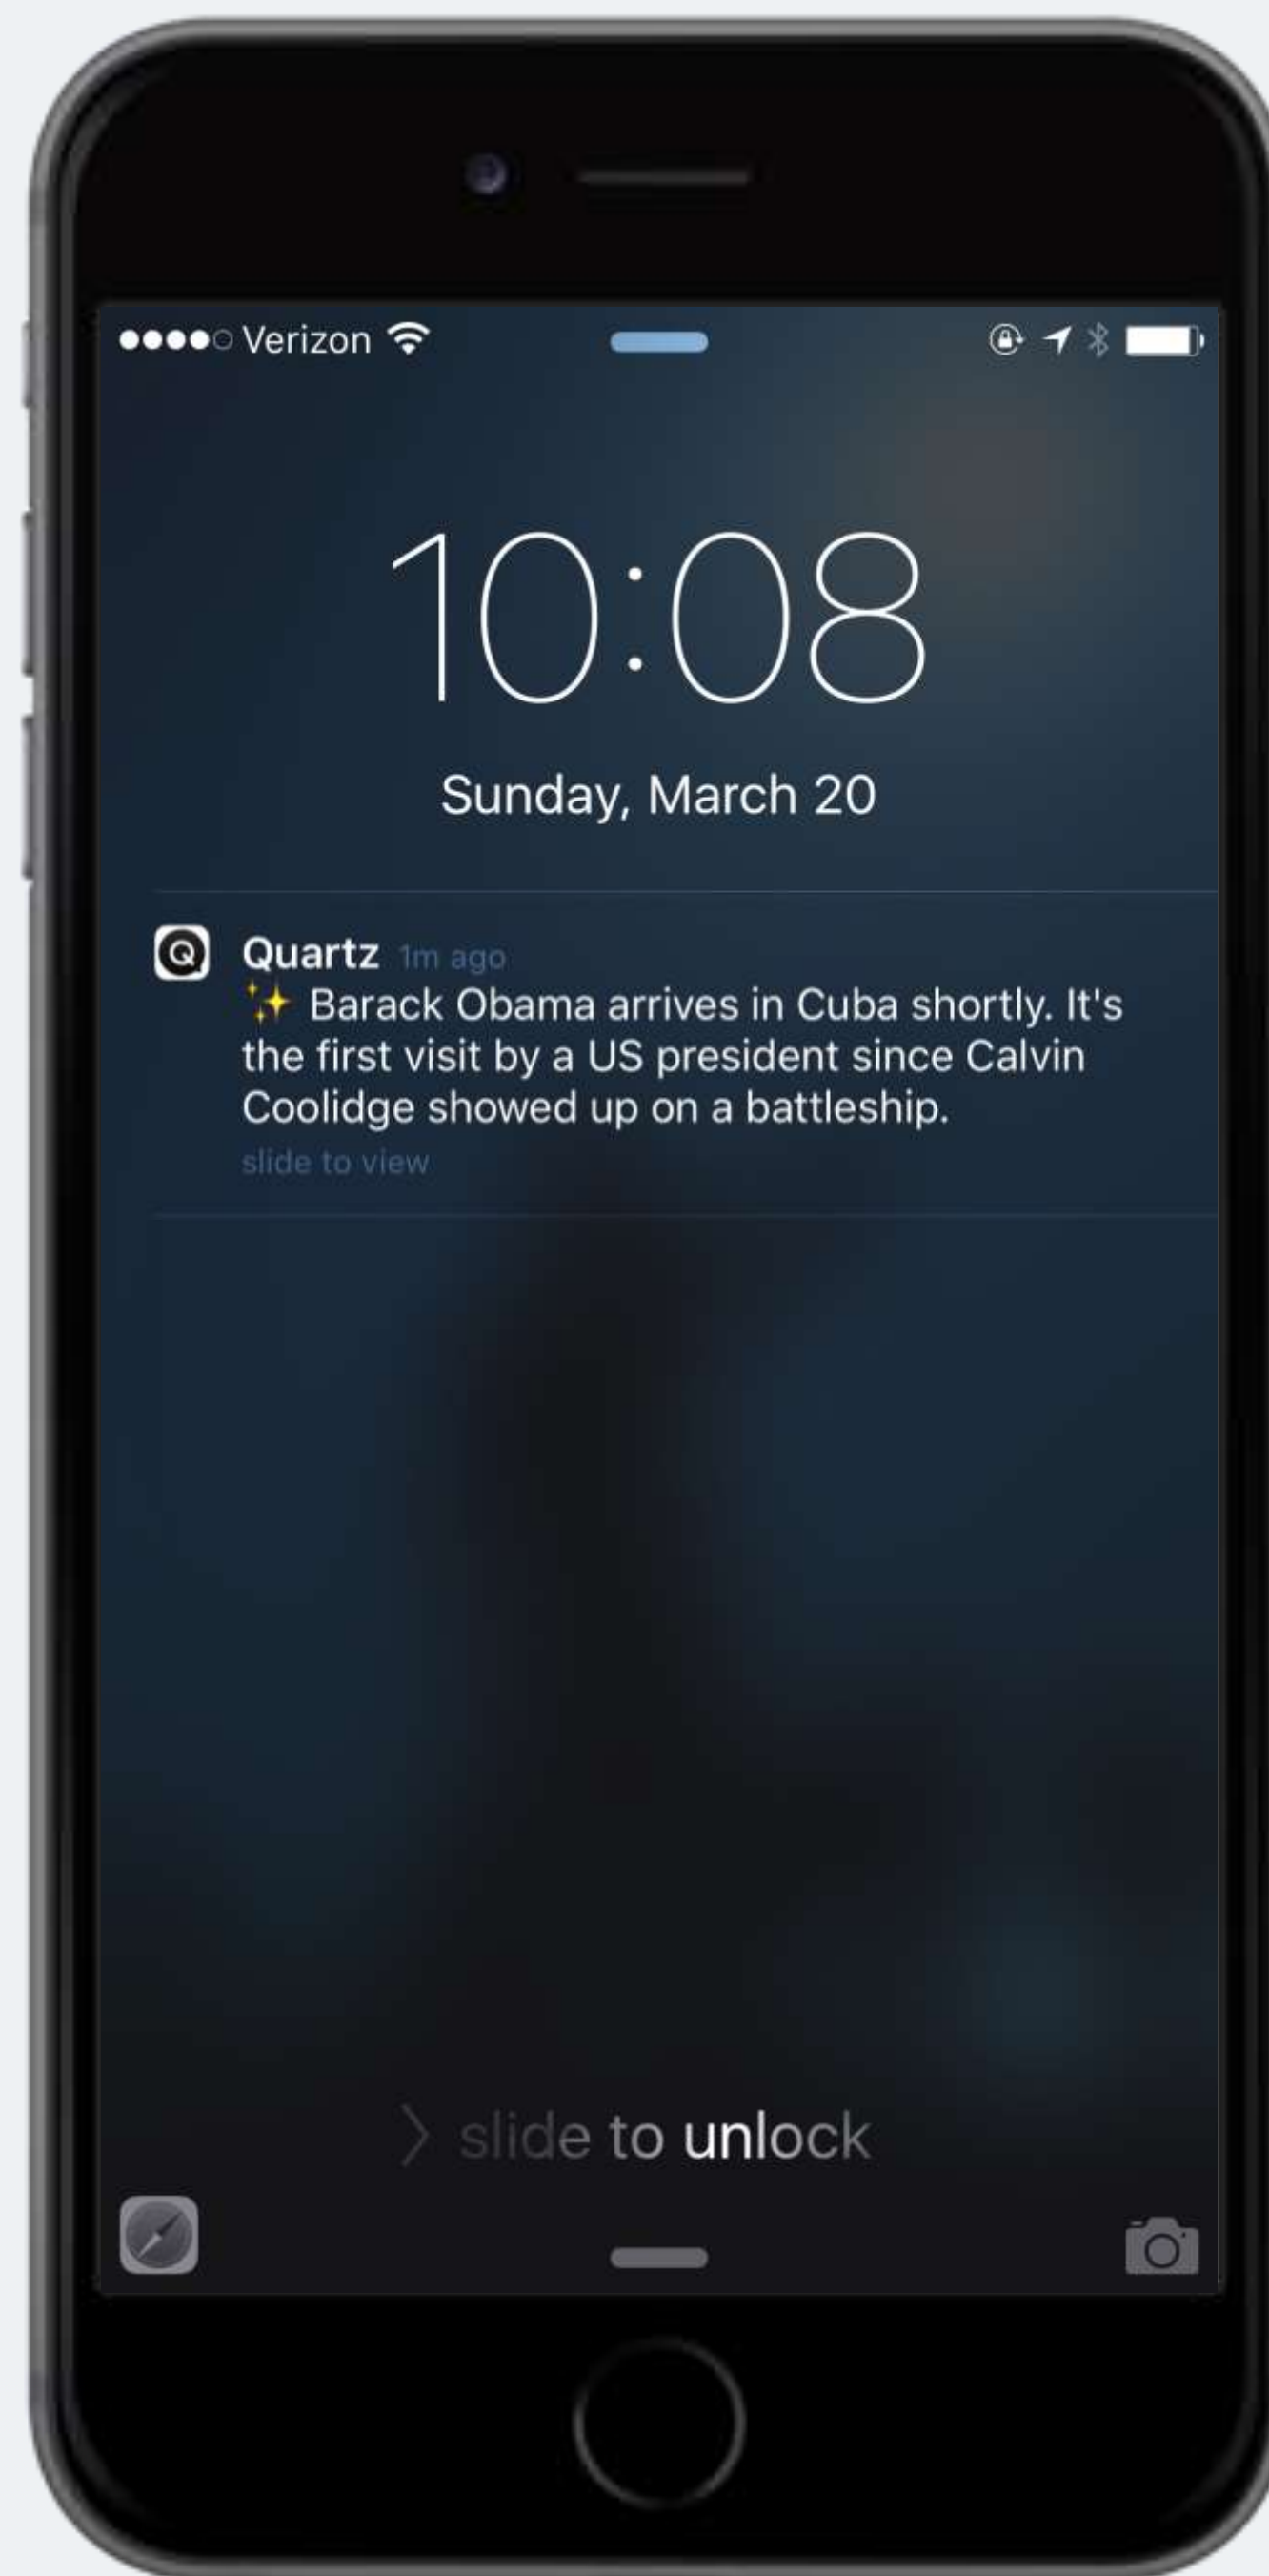 Verizon
10:08
Sunday, March 20
Quartz 1m ago
✨ Barack Obama arrives in Cuba shortly. It's
the first visit by a US president since Calvin
Coolidge showed up on a battleship.
slide to view
> slide to unlock